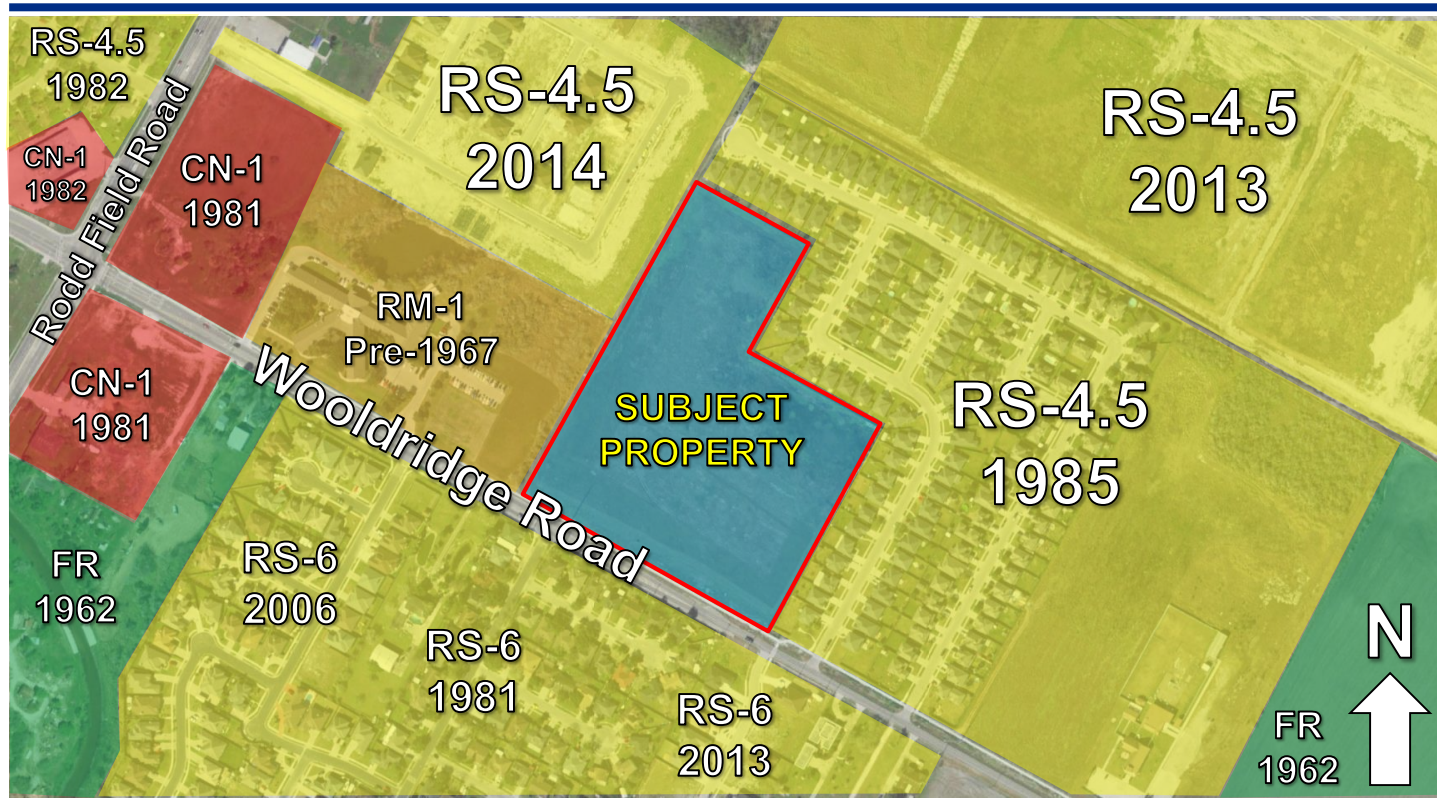 RS-4.5
1982
CN-1
1982
Rodd Field Road
CN-1
1981
RS-4.5
2014
RS-4.5
2013
RM-1
Pre-1967
CN-1
1981
Wooldridge Road
SUBJECT
PROPERTY
RS-4.5
1985
FR
1962
RS-6
2006
RS-6
1981
RS-6
2013
N
FR
1962